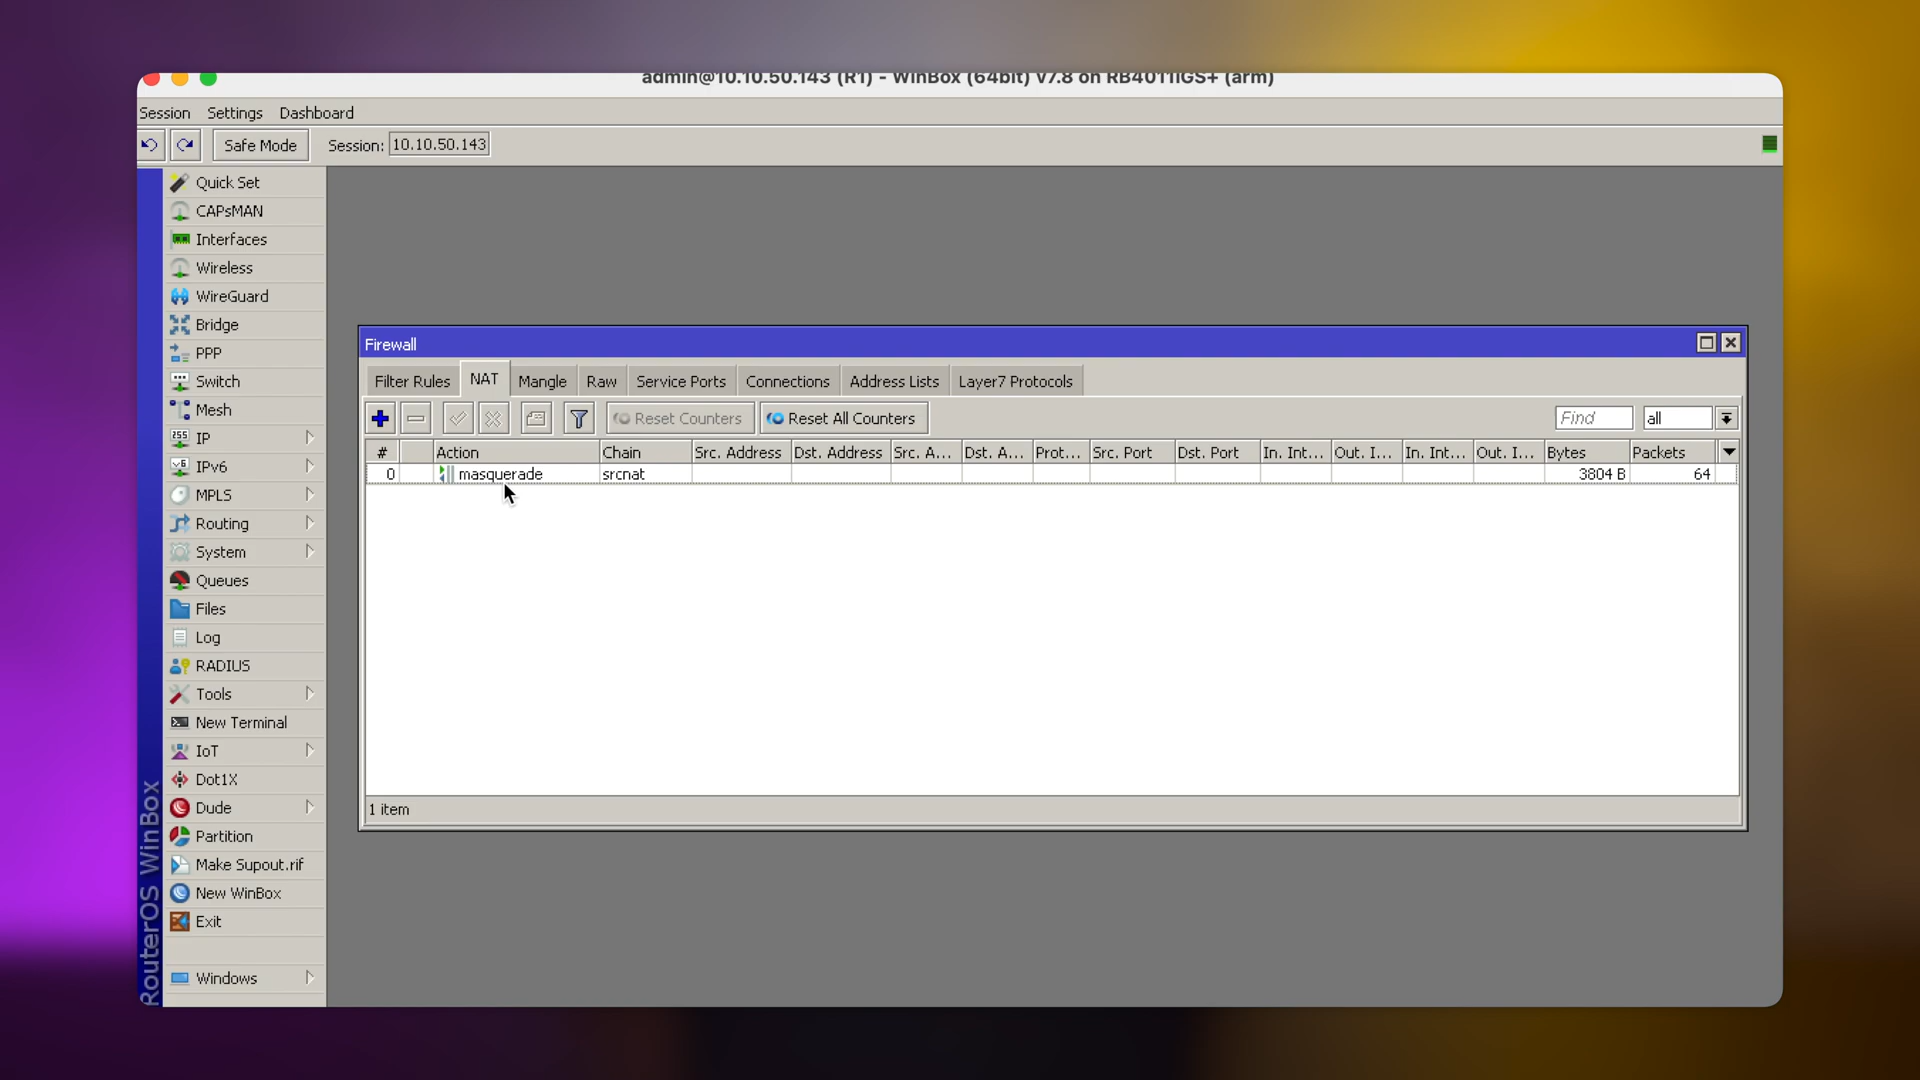 admin@10.10.50.143 (R1) - WinBox (64bit) v7.8 on RB4011iGS+ (arm)
Session Settings Dashboard
Safe Mode Session: 10.10.50.143
Quick Set
CAPsMAN
Interfaces
Wireless
WireGuard
Bridge
PPP
Switch
Mesh
IP
IPv6
MPLS
Routing
System
Queues
Files
Log
RADIUS
Tools
New Terminal
IoT
Dot1X
Dude
Partition
Make Supout.rif
New WinBox
Exit
Windows
RouterOS WinBox
Firewall
Filter Rules NAT Mangle Raw Service Ports Connections Address Lists Layer7 Protocols
Reset Counters Reset All Counters Find all
# Action Chain Src. Address Dst. Address Src. A... Dst. A... Prot... Src. Port Dst. Port In. Int... Out. I... In. Int... Out. I... Bytes Packets
0 masquerade srcnat 3804 B 64
1 item